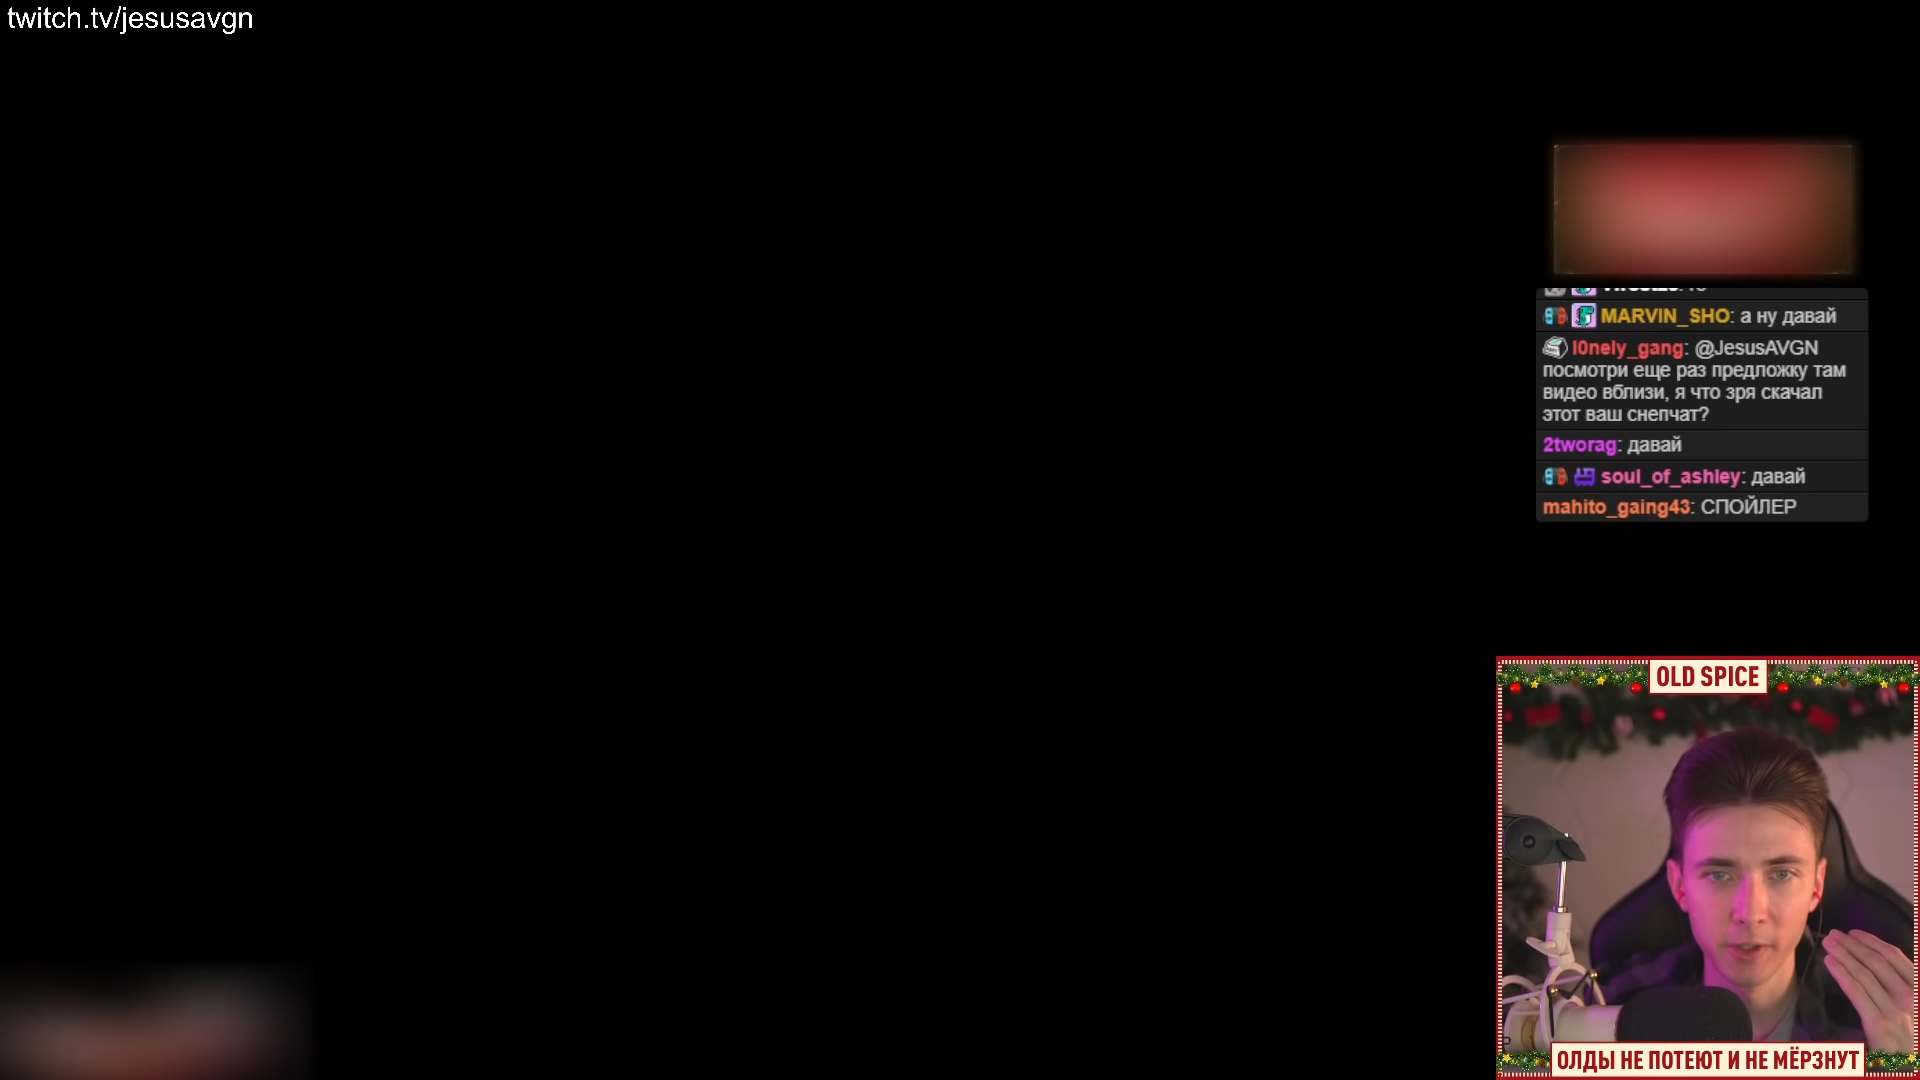 twitch.tv/jesusavgn
MARVIN_SHO: а ну давай
l0nely_gang: @JesusAVGN
посмотри еще раз предложку там
видео вблизи, я что зря скачал
этот ваш снепчат?
2tworag: давай
soul_of_ashley: давай
mahito_gaing43: СПОЙЛЕР
OLD SPICE
ОЛДЫ НЕ ПОТЕЮТ И НЕ МЁРЗНУТ